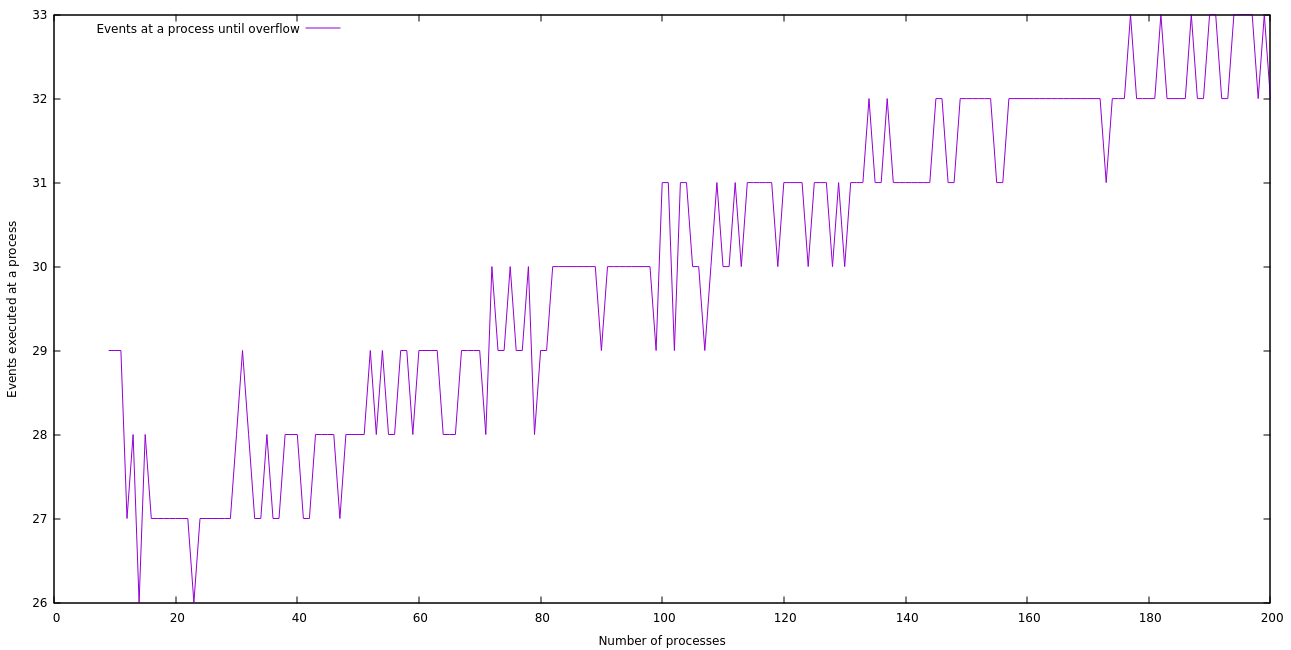 Events at a process until overflow
33
32
31
30
29
28
27
26
Events executed at a process
0 20 40 60 80 100 120 140 160 180 200
Number of processes